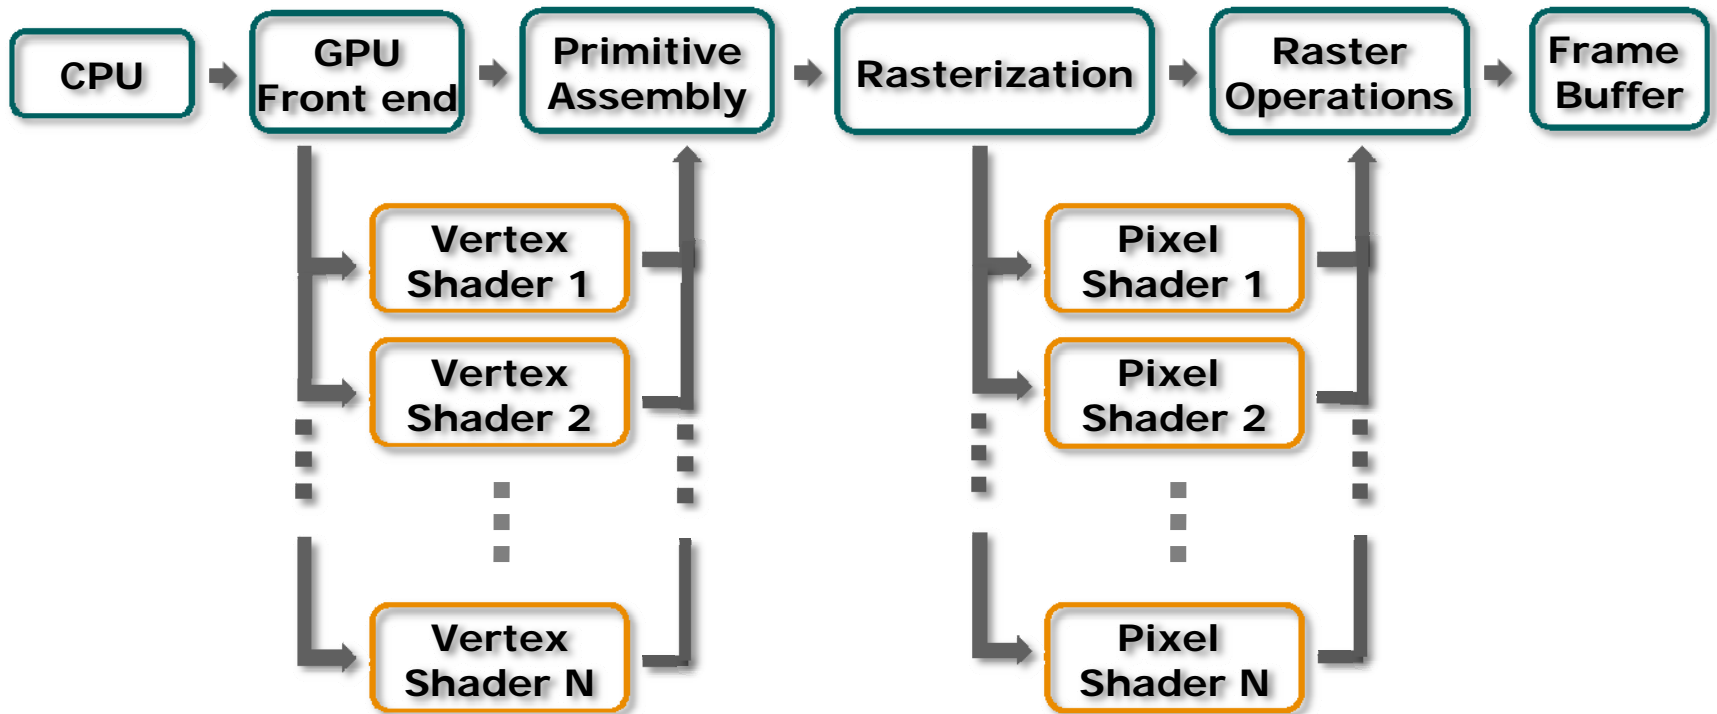 CPU
GPU
Front end
Primitive
Assembly
Rasterization
Raster
Operations
Frame
Buffer
Vertex
Shader 1
Vertex
Shader 2
Vertex
Shader N
Pixel
Shader 1
Pixel
Shader 2
Pixel
Shader N